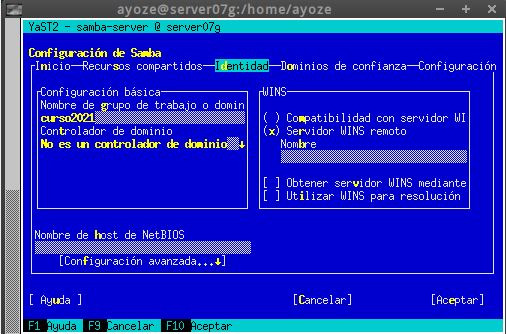 ayoze@server07g:/home/ayoze
YaST2 - samba-server @ server07g
Configuración de Samba
Inicio—Recursos compartidos—Identidad—Dominios de confianza—Configuración
Configuración básica
Nombre de grupo de trabajo o domin
curso2021
Controlador de dominio
No es un controlador de dominio ↓
WINS
( ) Compatibilidad con servidor WI
(x) Servidor WINS remoto
Nombre
[ ] Obtener servidor WINS mediante
[ ] Utilizar WINS para resolución
Nombre de host de NetBIOS
[Configuración avanzada...↓]
[ Ayuda ] [Cancelar] [Aceptar]
F1 Ayuda F9 Cancelar F10 Aceptar